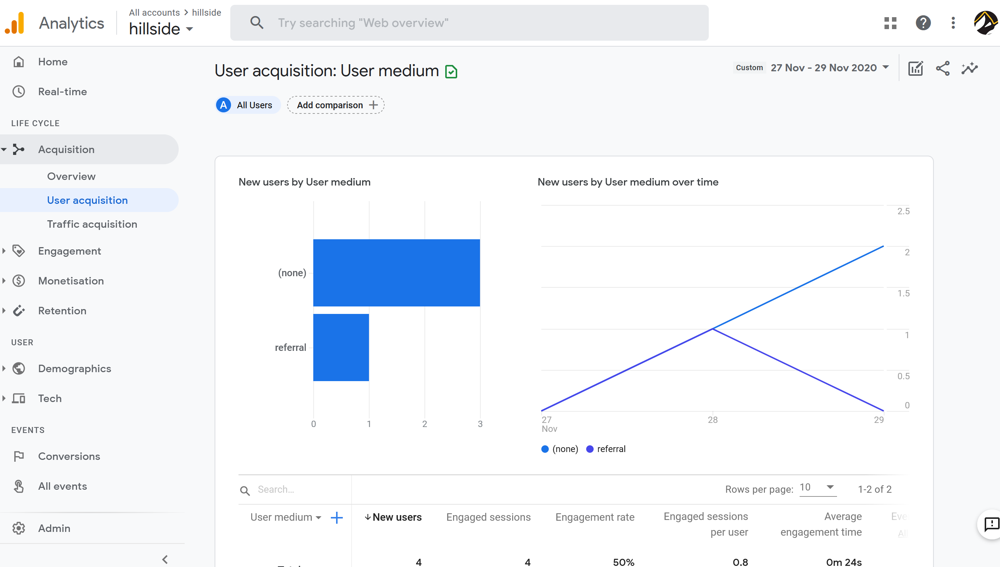 Analytics
All accounts > hillside
hillside
Try searching "Web overview"
Home
Real-time
LIFE CYCLE
Acquisition
Overview
User acquisition
Traffic acquisition
Engagement
Monetisation
Retention
USER
Demographics
Tech
EVENTS
Conversions
All events
Admin
User acquisition: User medium
Custom 27 Nov - 29 Nov 2020
A All Users
Add comparison +
New users by User medium
(none)
referral
0 1 2 3
New users by User medium over time
2.5
2
1.5
1
0.5
0
27 28 29
Nov
(none) referral
Search...
Rows per page: 10 1-2 of 2
User medium + ↓ New users Engaged sessions Engagement rate Engaged sessions per user Average engagement time
4 4 50% 0.8 0m 24s